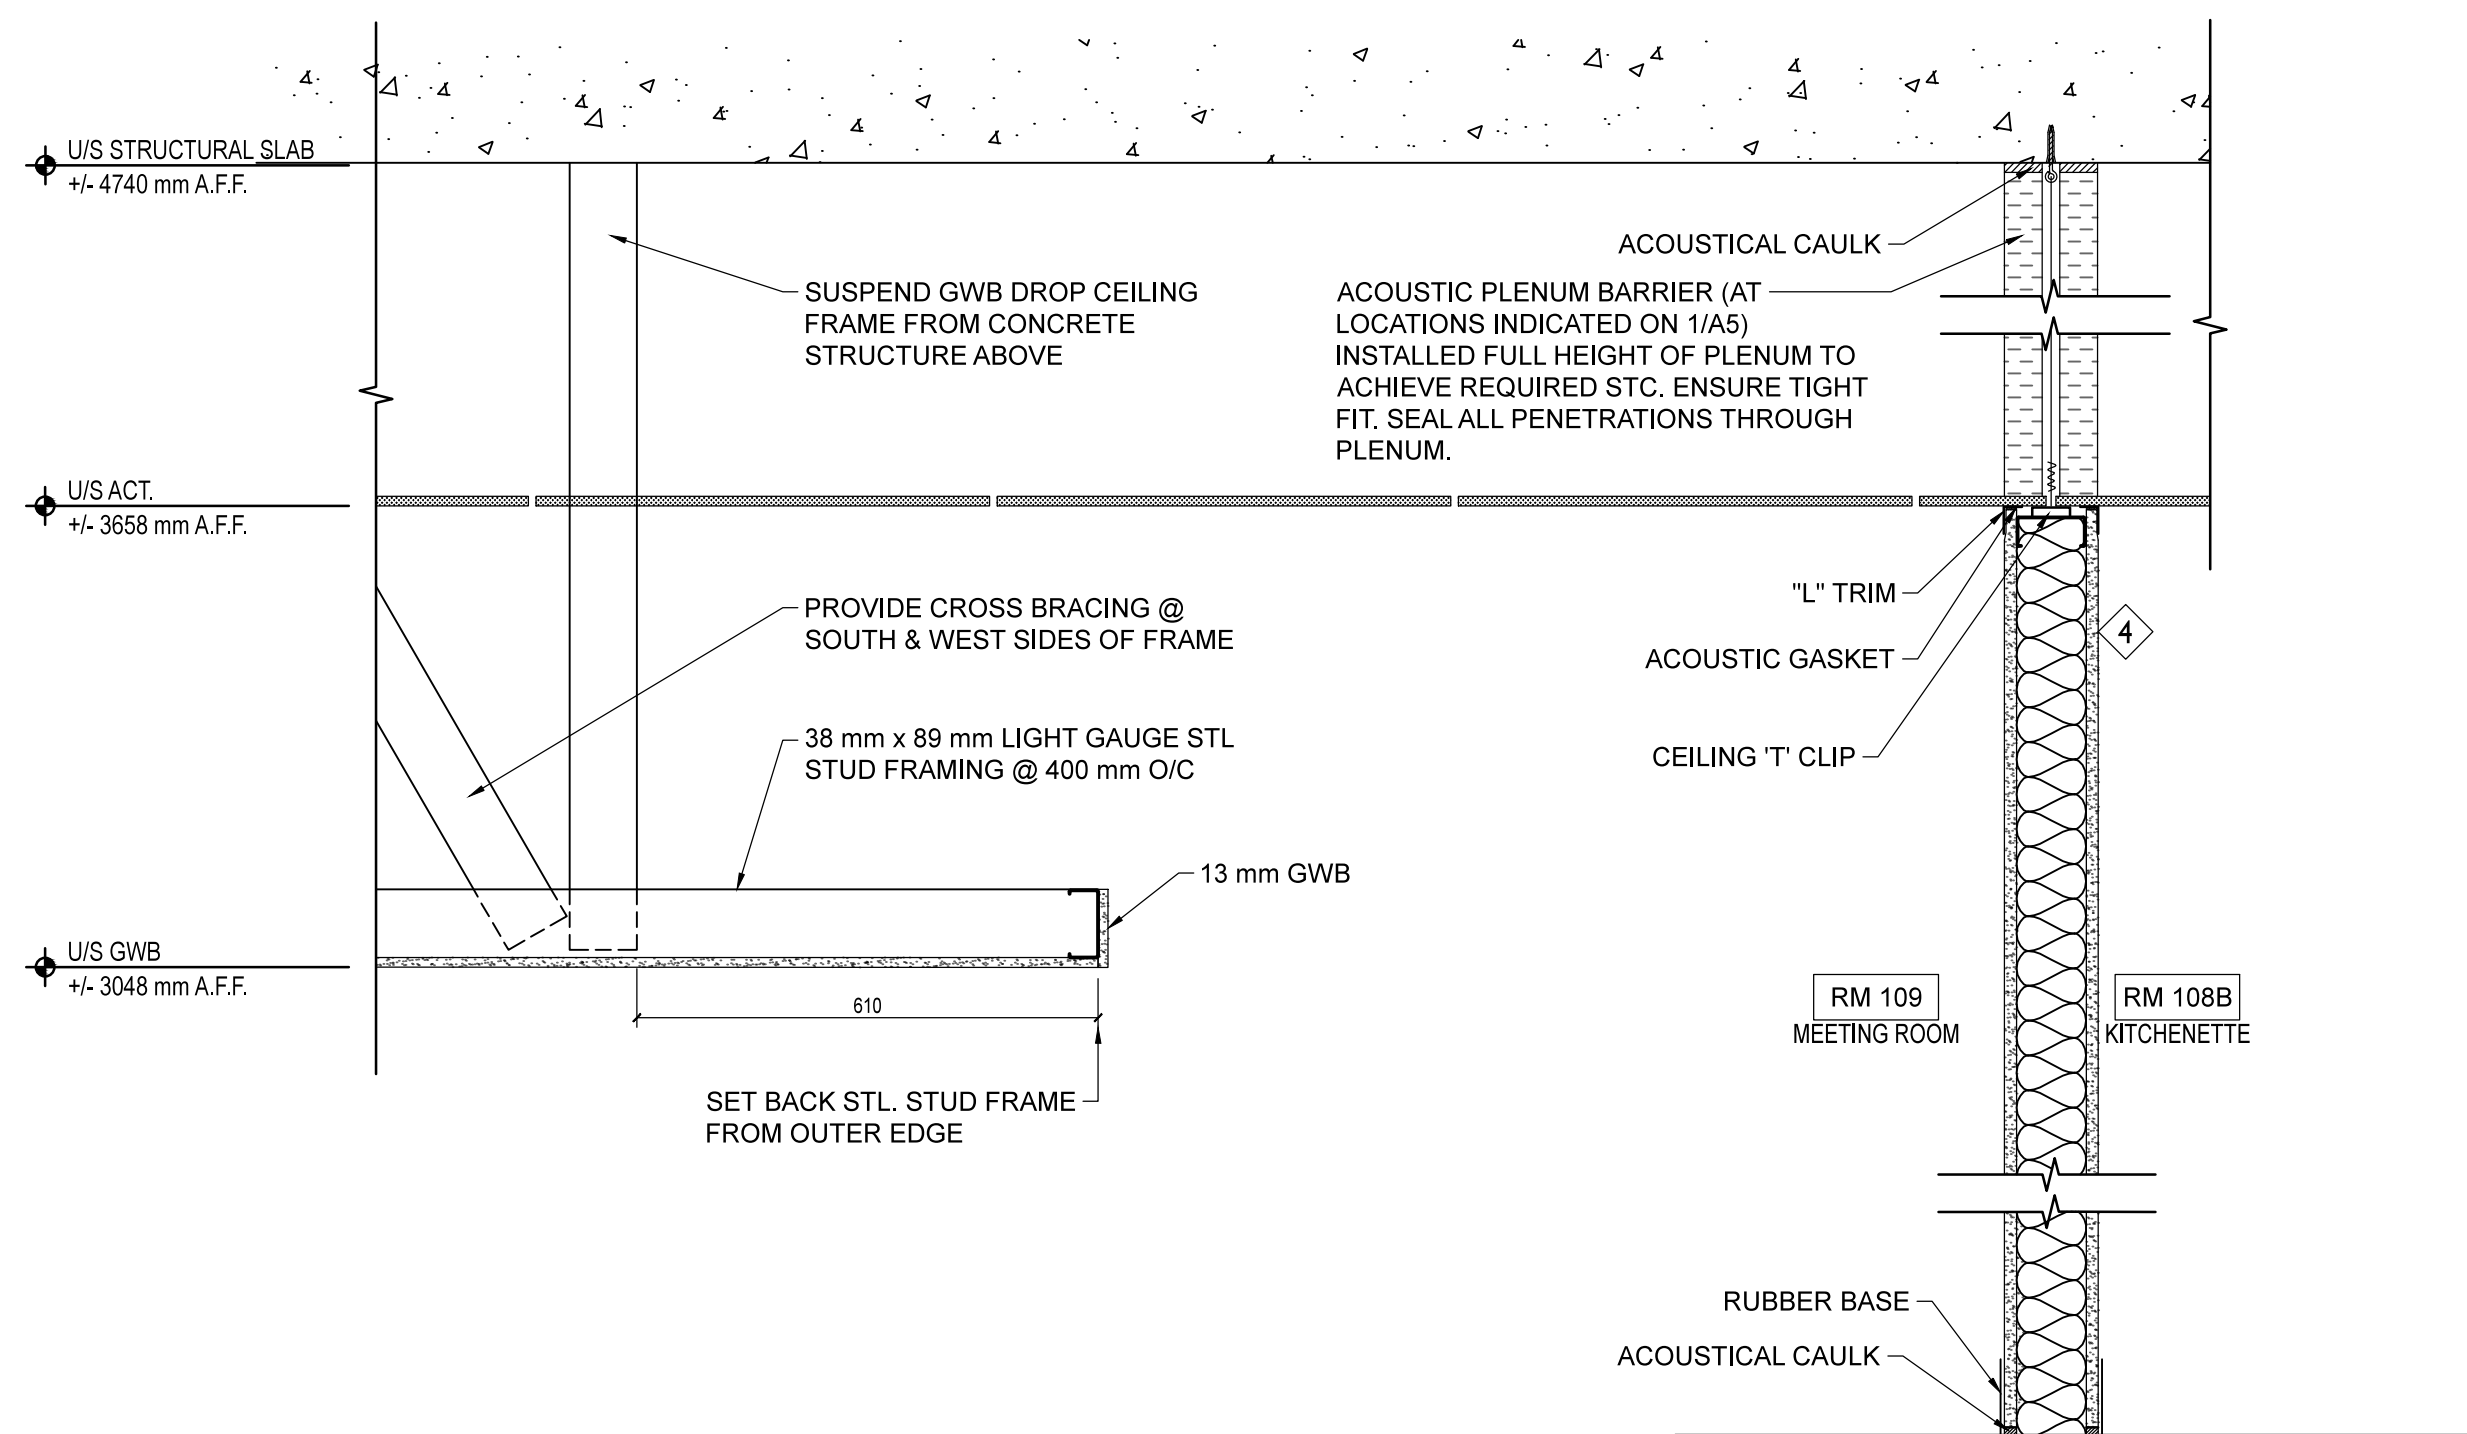 U/S STRUCTURAL SLAB
+/- 4740 mm A.F.F.
ACOUSTICAL CAULK
SUSPEND GWB DROP CEILING
FRAME FROM CONCRETE
STRUCTURE ABOVE
ACOUSTIC PLENUM BARRIER (AT
LOCATIONS INDICATED ON 1/A5)
INSTALLED FULL HEIGHT OF PLENUM TO
ACHIEVE REQUIRED STC. ENSURE TIGHT
FIT. SEAL ALL PENETRATIONS THROUGH
PLENUM.
U/S ACT.
+/- 3658 mm A.F.F.
PROVIDE CROSS BRACING @
SOUTH & WEST SIDES OF FRAME
"L" TRIM
4
ACOUSTIC GASKET
38 mm x 89 mm LIGHT GAUGE STL
STUD FRAMING @ 400 mm O/C
CEILING 'T' CLIP
13 mm GWB
U/S GWB
+/- 3048 mm A.F.F.
610
RM 109
MEETING ROOM
RM 108B
KITCHENETTE
SET BACK STL. STUD FRAME
FROM OUTER EDGE
RUBBER BASE
ACOUSTICAL CAULK